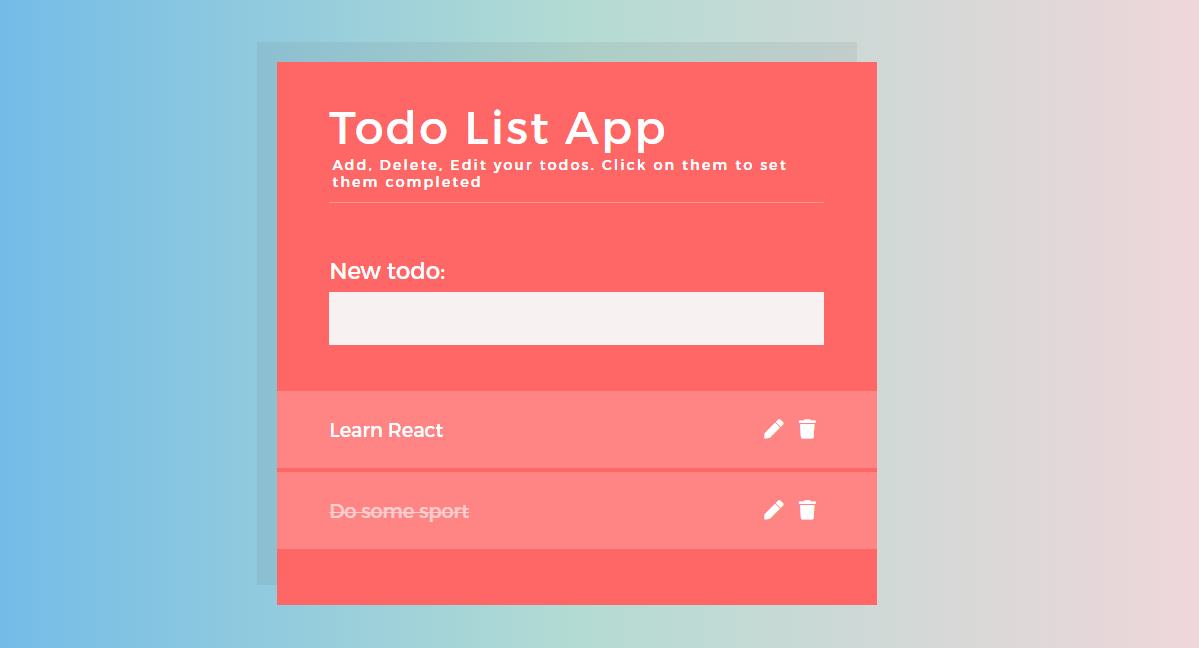 Todo List App
Add, Delete, Edit your todos. Click on them to set
them completed
New todo:
Learn React
Do some sport